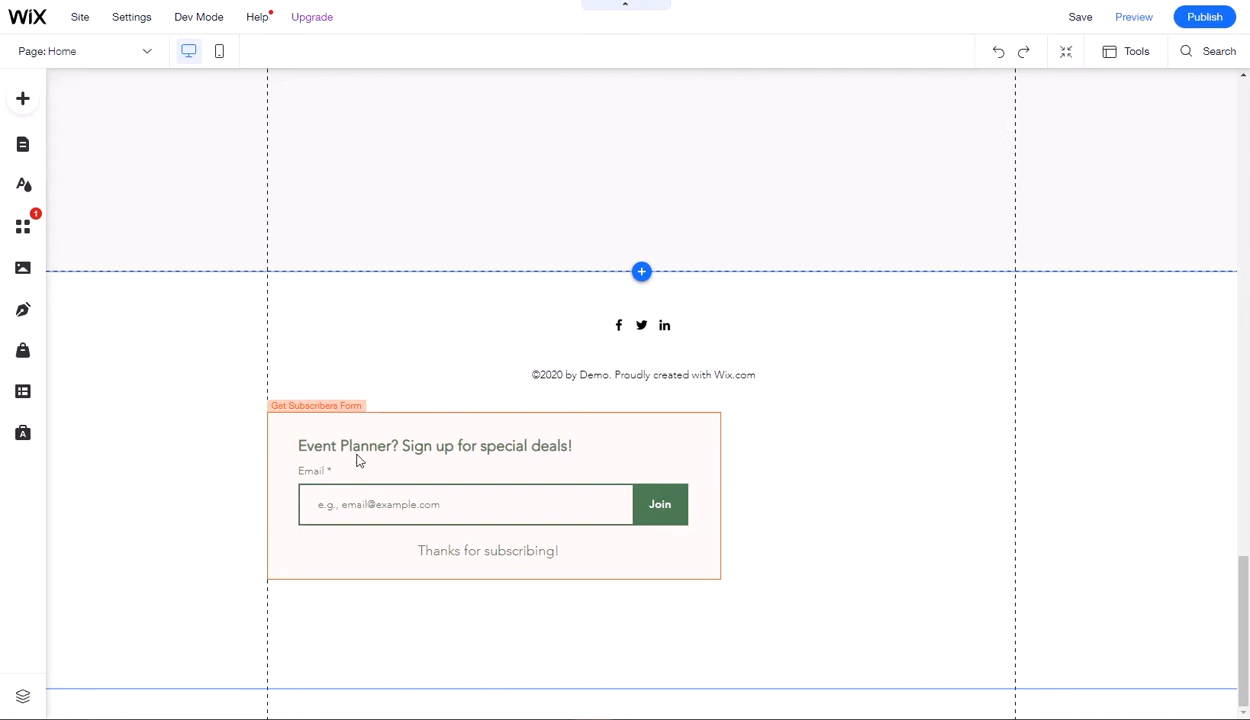 WiX Site Settings Dev Mode Help Upgrade Save Preview Publish
Page: Home Tools Search
1
©2020 by Demo. Proudly created with Wix.com
Get Subscribers Form
Event Planner? Sign up for special deals!
Email *
e.g., email@example.com Join
Thanks for subscribing!